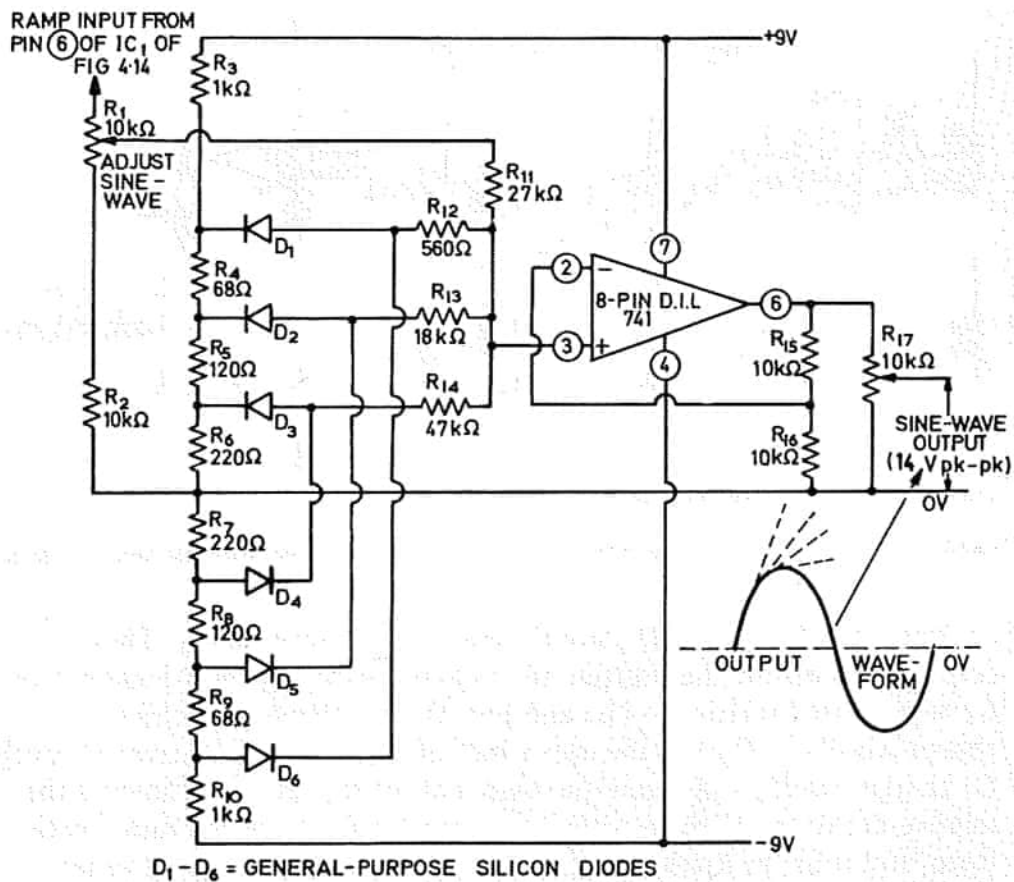 RAMP INPUT FROM
PIN ⑥ OF IC1 OF
FIG 4·14
R1
10kΩ
ADJUST
SINE-
WAVE
R2
10kΩ
R3
1kΩ
R4
68Ω
R5
120Ω
R6
220Ω
R7
220Ω
R8
120Ω
R9
68Ω
R10
1kΩ
D1
D2
D3
D4
D5
D6
R11
27kΩ
R12
560Ω
R13
18kΩ
R14
47kΩ
+9V
7
2
−
8-PIN D.I.L
741
3
+
6
4
R15
10kΩ
R16
10kΩ
R17
10kΩ
SINE-WAVE
OUTPUT
(14 V pk-pk)
0V
OUTPUT
WAVE-
FORM
0V
−9V
D1–D6 = GENERAL-PURPOSE SILICON DIODES